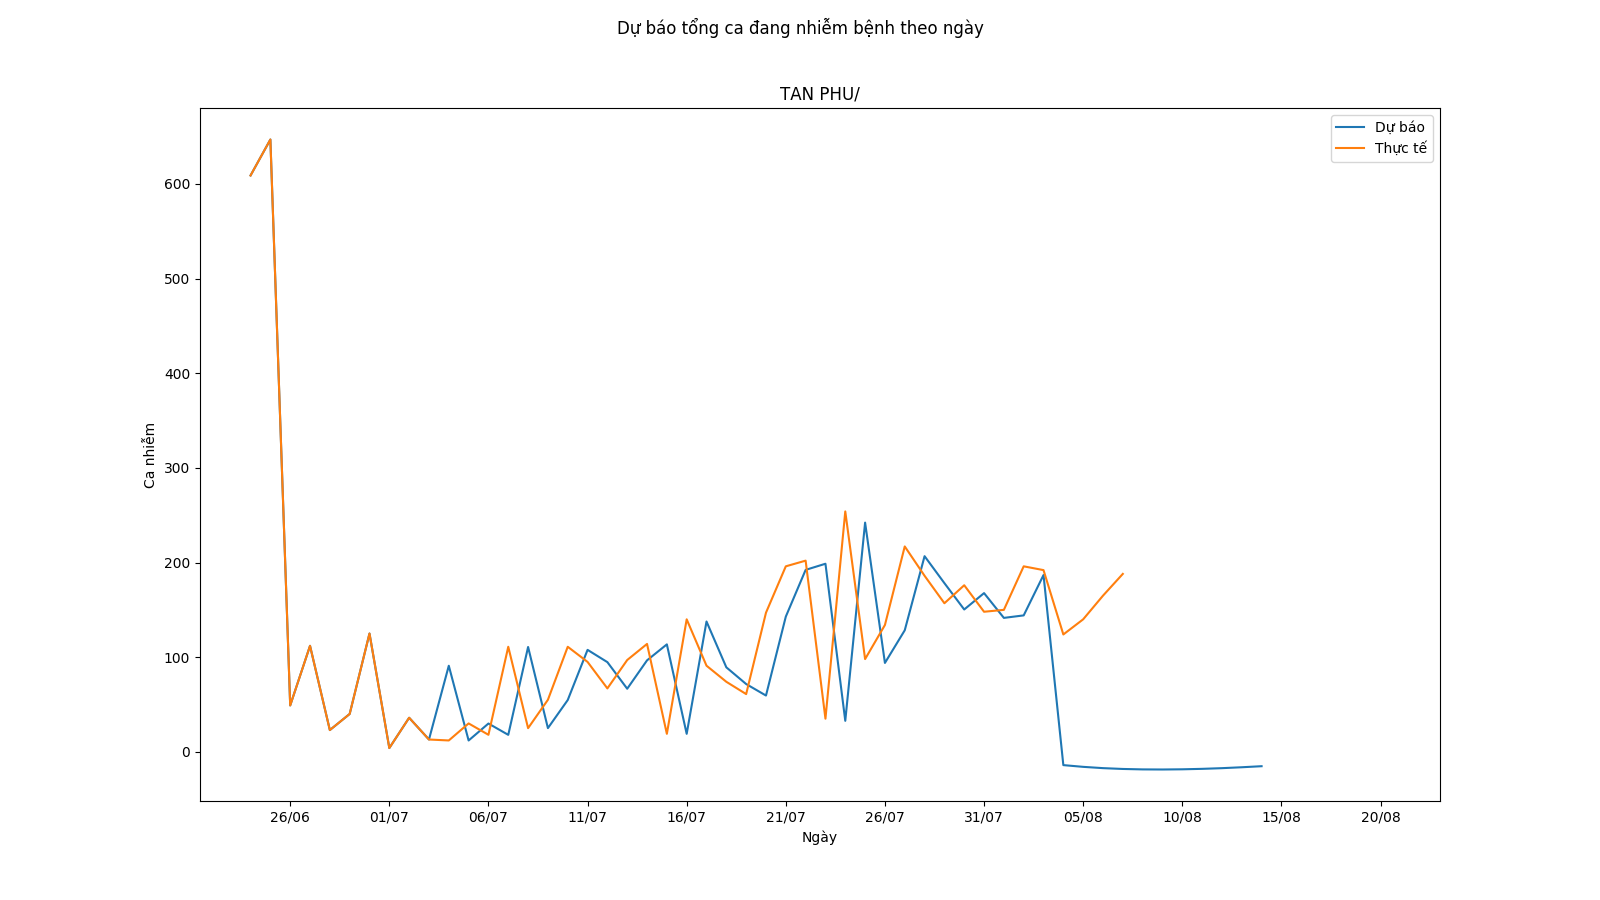 Dự báo tổng ca đang nhiễm bệnh theo ngày
TAN PHU/
Dự báo
Thực tế
600
500
400
300
200
100
0
Ca nhiễm
26/06 01/07 06/07 11/07 16/07 21/07 26/07 31/07 05/08 10/08 15/08 20/08
Ngày